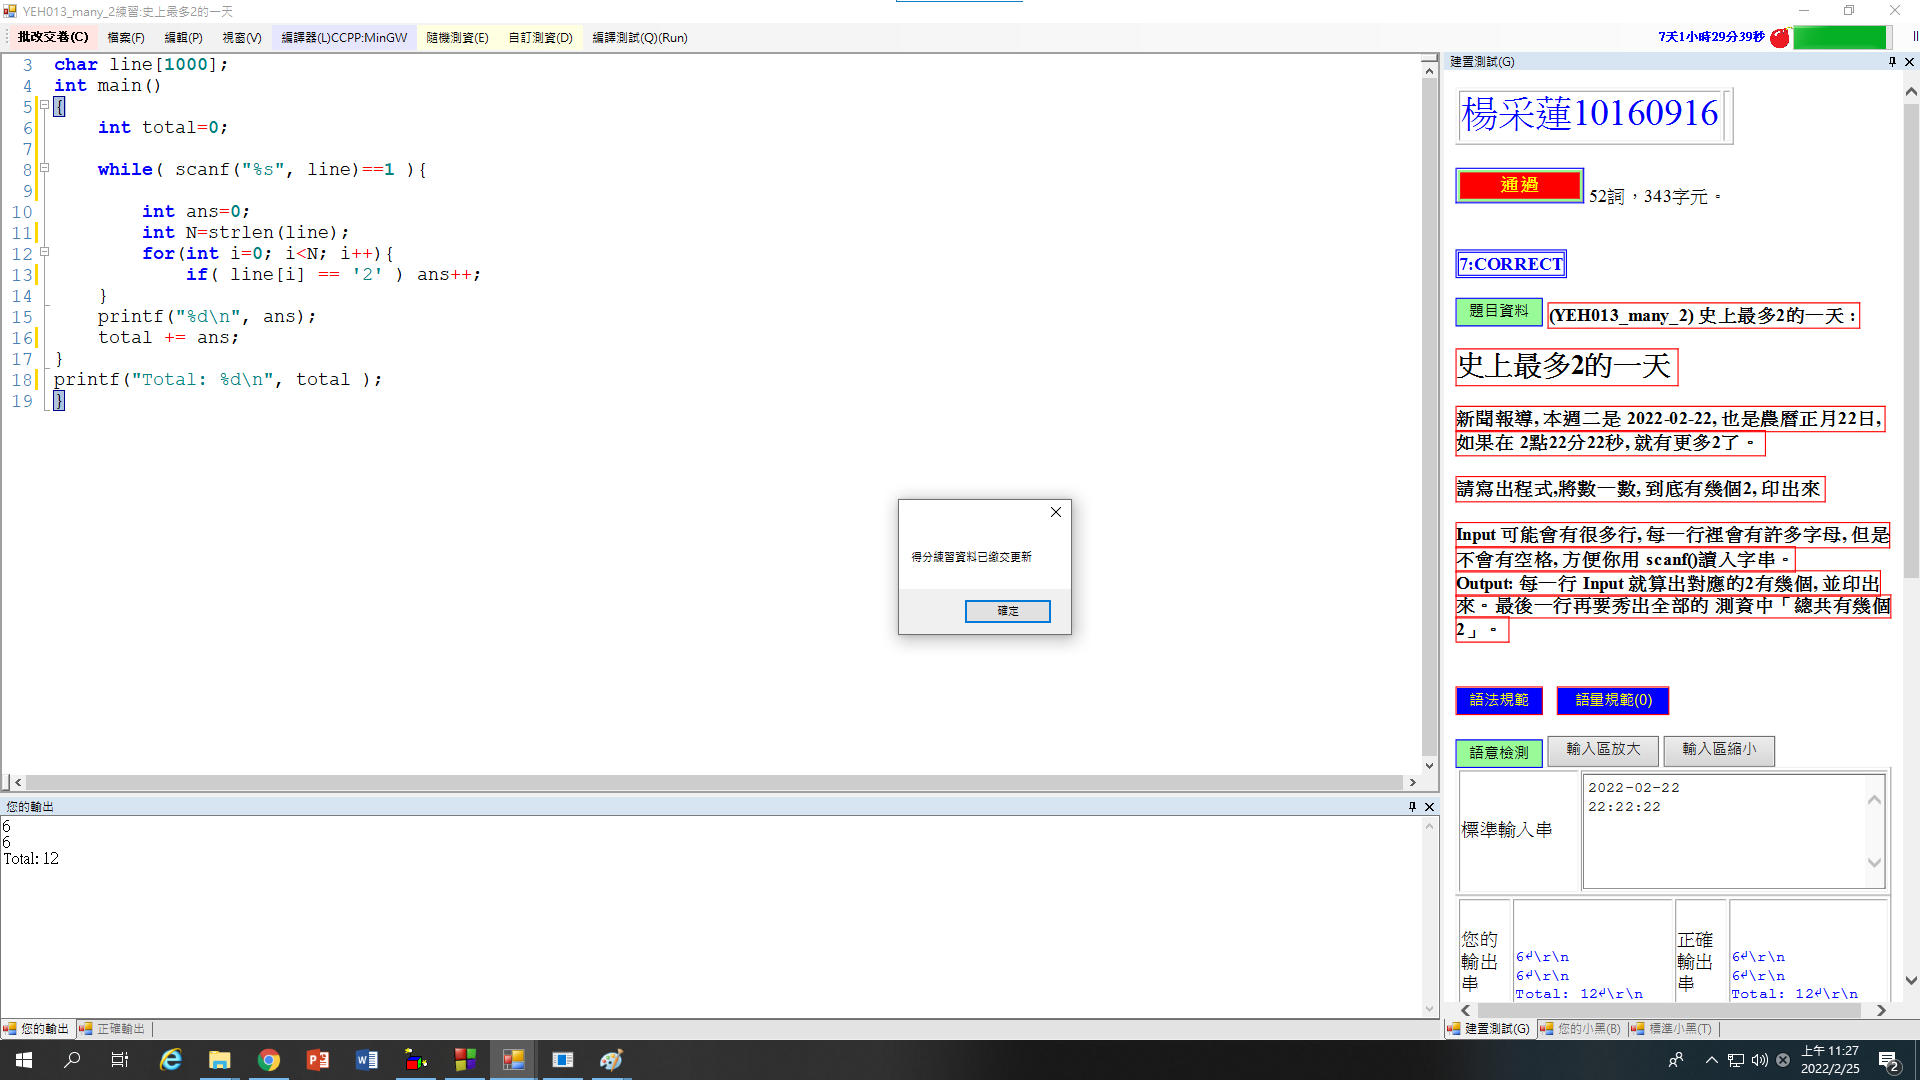 YEH013_many_2練習:史上最多2的一天
批改交卷(C) 檔案(F) 編輯(P) 視窗(V) 編譯器(L)CCPP:MinGW 隨機測資(E) 自訂測資(D) 編譯測試(Q)(Run)
7天1小時29分39秒
3 char line[1000];
4 int main()
5 {
6 int total=0;
7
8 while( scanf("%s", line)==1 ){
9
10 int ans=0;
11 int N=strlen(line);
12 for(int i=0; i<N; i++){
13 if( line[i] == '2' ) ans++;
14 }
15 printf("%d\n", ans);
16 total += ans;
17 }
18 printf("Total: %d\n", total );
19 }
得分練習資料已繳交更新
確定
您的輸出
6
6
Total: 12
您的輸出 正確輸出
建置測試(G)
楊采蓮10160916
通過 52詞，343字元。
7:CORRECT
題目資料 (YEH013_many_2) 史上最多2的一天 :
史上最多2的一天
新聞報導, 本週二是 2022-02-22, 也是農曆正月22日,
如果在 2點22分22秒, 就有更多2了。
請寫出程式,將數一數, 到底有幾個2, 印出來
Input 可能會有很多行, 每一行裡會有許多字母, 但是
不會有空格, 方便你用 scanf()讀入字串。
Output: 每一行 Input 就算出對應的2有幾個, 並印出
來。最後一行再要秀出全部的 測資中「總共有幾個
2」。
語法規範 語量規範(0)
語意檢測 輸入區放大 輸入區縮小
標準輸入串
2022-02-22
22:22:22
您的輸出串
6↲\r\n
6↲\r\n
Total: 12↲\r\n
正確輸出串
6↲\r\n
6↲\r\n
Total: 12↲\r\n
建置測試(G) 您的小黑(B) 標準小黑(T)
上午 11:27
2022/2/25
2